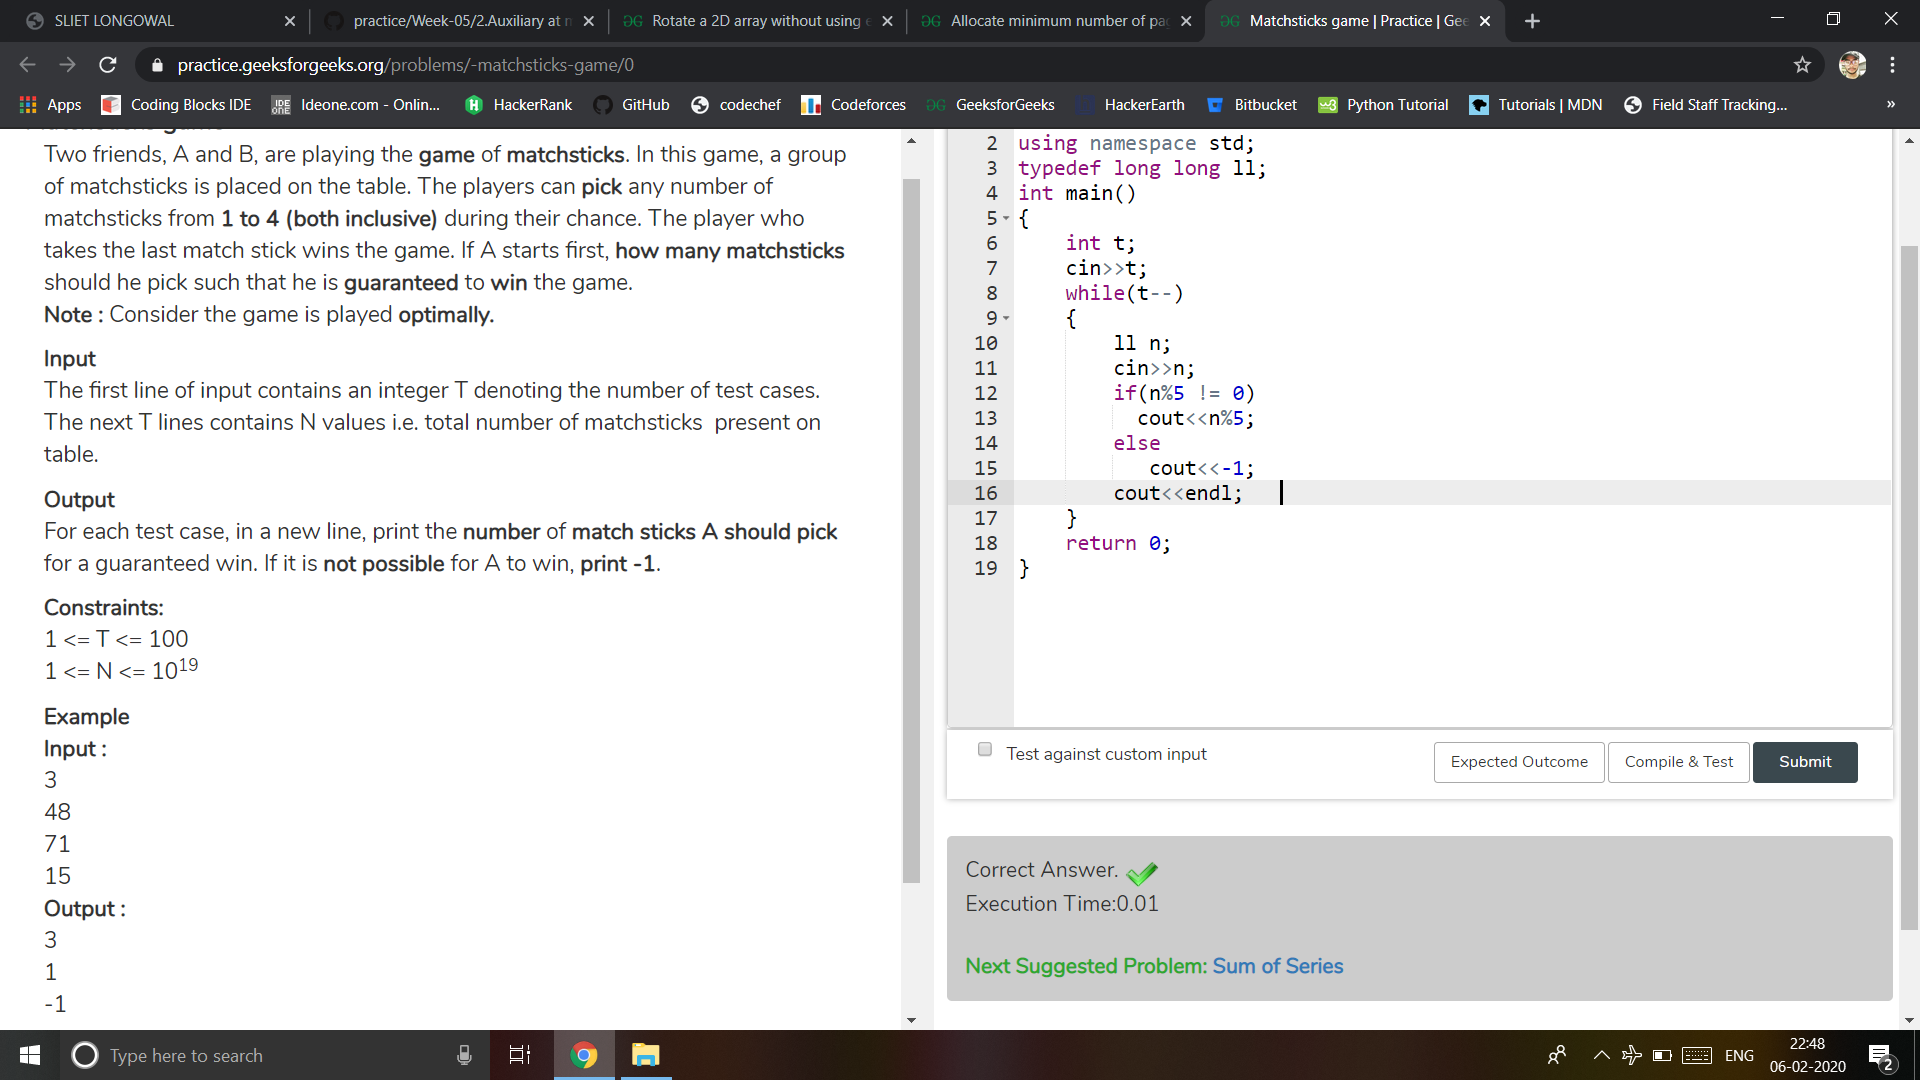 SLIET LONGOWAL
practice/Week-05/2.Auxiliary at
Rotate a 2D array without using
Allocate minimum number of
Matchsticks game | Practice |
practice.geeksforgeeks.org/problems/-matchsticks-game/0
Apps
Coding Blocks IDE
Ideone.com - Onlin...
HackerRank
GitHub
codechef
Codeforces
GeeksforGeeks
HackerEarth
Bitbucket
Python Tutorial
Tutorials | MDN
Field Staff Tracking...
»
Two friends, A and B, are playing the game of matchsticks. In this game, a group
of matchsticks is placed on the table. The players can pick any number of
matchsticks from 1 to 4 (both inclusive) during their chance. The player who
takes the last match stick wins the game. If A starts first, how many matchsticks
should he pick such that he is guaranteed to win the game.
Note : Consider the game is played optimally.
Input
The first line of input contains an integer T denoting the number of test cases.
The next T lines contains N values i.e. total number of matchsticks present on
table.
Output
For each test case, in a new line, print the number of match sticks A should pick
for a guaranteed win. If it is not possible for A to win, print -1.
Constraints:
1 <= T <= 100
1 <= N <= 10^19
Example
Input :
3
48
71
15
Output :
3
1
-1
2 using namespace std;
3 typedef long long ll;
4 int main()
5 {
6 int t;
7 cin>>t;
8 while(t--)
9 {
10 ll n;
11 cin>>n;
12 if(n%5 != 0)
13 cout<<n%5;
14 else
15 cout<<-1;
16 cout<<endl;
17 }
18 return 0;
19 }
Test against custom input
Expected Outcome
Compile & Test
Submit
Correct Answer.
Execution Time:0.01
Next Suggested Problem: Sum of Series
Type here to search
ENG
22:48
06-02-2020
2